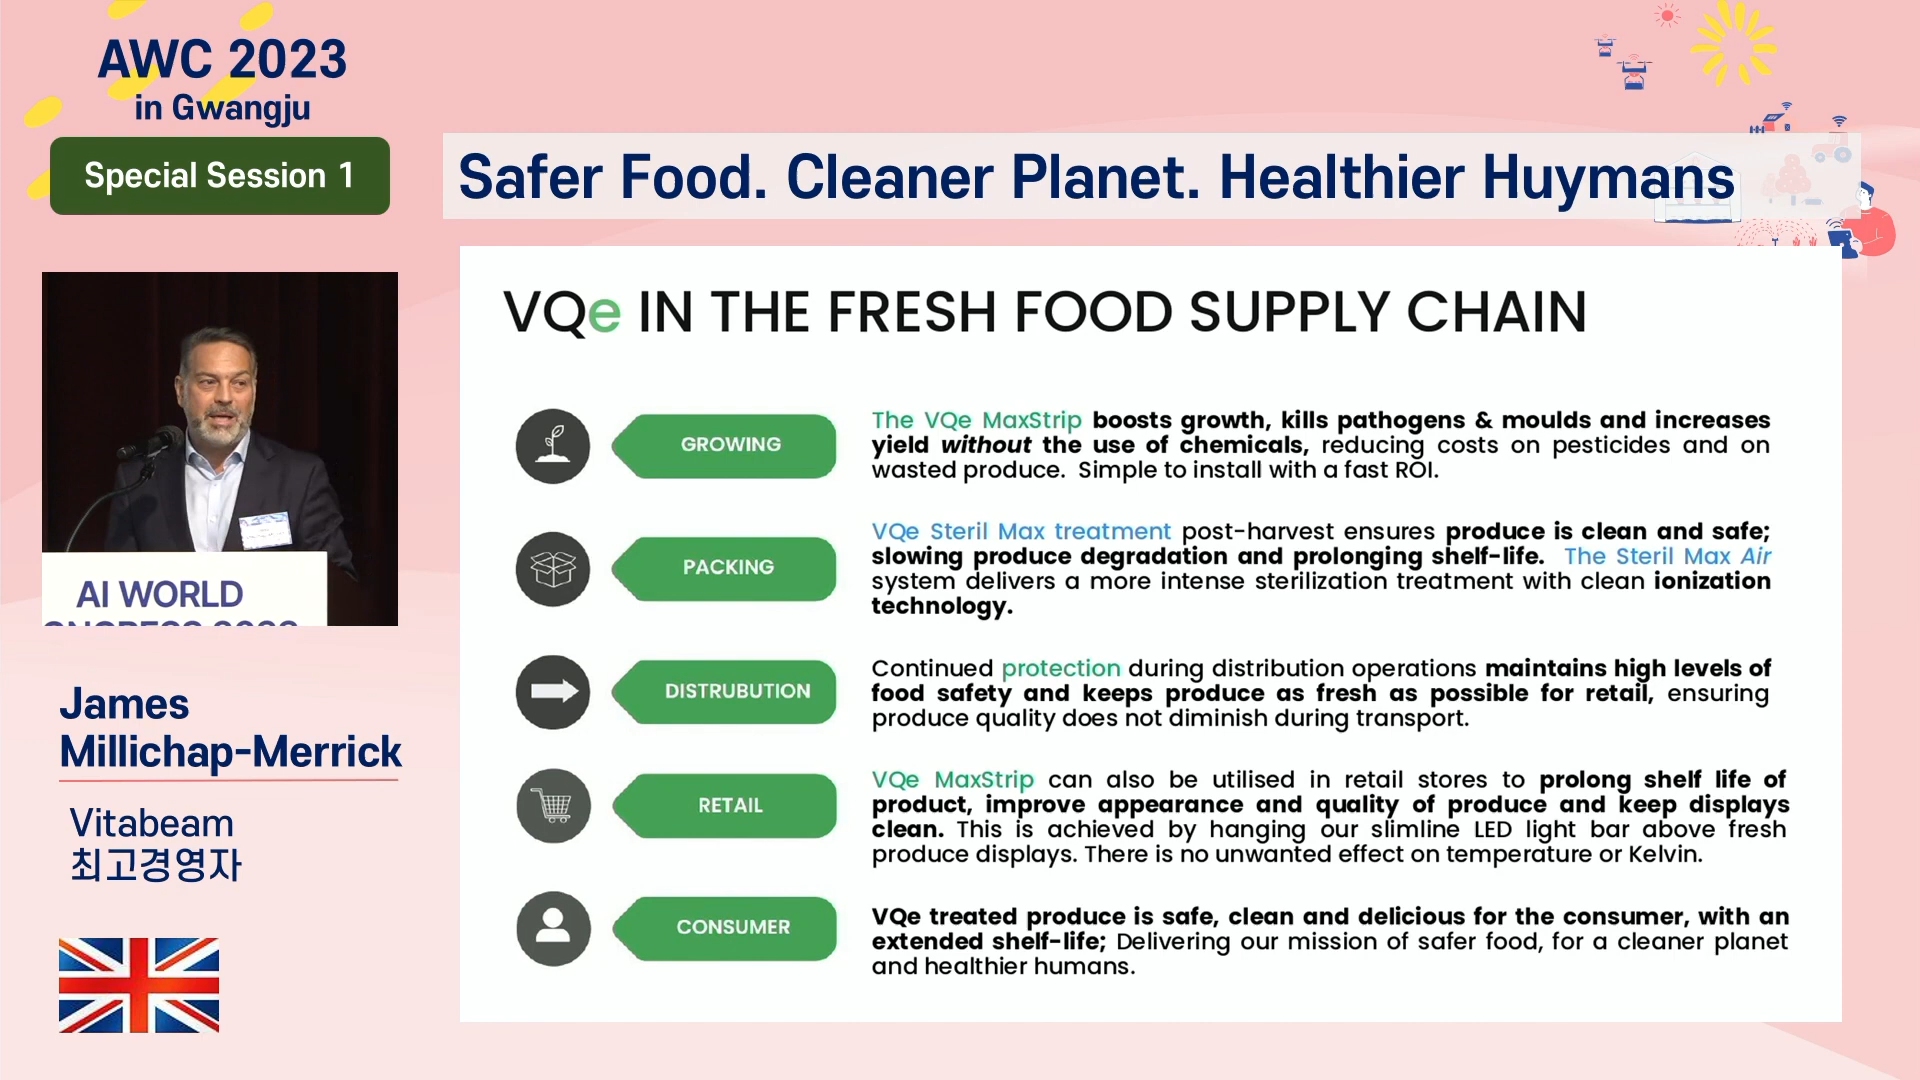 AWC 2023
in Gwangju
Special Session 1
Safer Food. Cleaner Planet. Healthier Huymans
AI WORLD
James
Millichap-Merrick
Vitabeam
최고경영자
VQe IN THE FRESH FOOD SUPPLY CHAIN
GROWING
The VQe MaxStrip boosts growth, kills pathogens & moulds and increases
yield without the use of chemicals, reducing costs on pesticides and on
wasted produce. Simple to install with a fast ROI.
PACKING
VQe Steril Max treatment post-harvest ensures produce is clean and safe;
slowing produce degradation and prolonging shelf-life. The Steril Max Air
system delivers a more intense sterilization treatment with clean ionization
technology.
DISTRUBUTION
Continued protection during distribution operations maintains high levels of
food safety and keeps produce as fresh as possible for retail, ensuring
produce quality does not diminish during transport.
RETAIL
VQe MaxStrip can also be utilised in retail stores to prolong shelf life of
product, improve appearance and quality of produce and keep displays
clean. This is achieved by hanging our slimline LED light bar above fresh
produce displays. There is no unwanted effect on temperature or Kelvin.
CONSUMER
VQe treated produce is safe, clean and delicious for the consumer, with an
extended shelf-life; Delivering our mission of safer food, for a cleaner planet
and healthier humans.